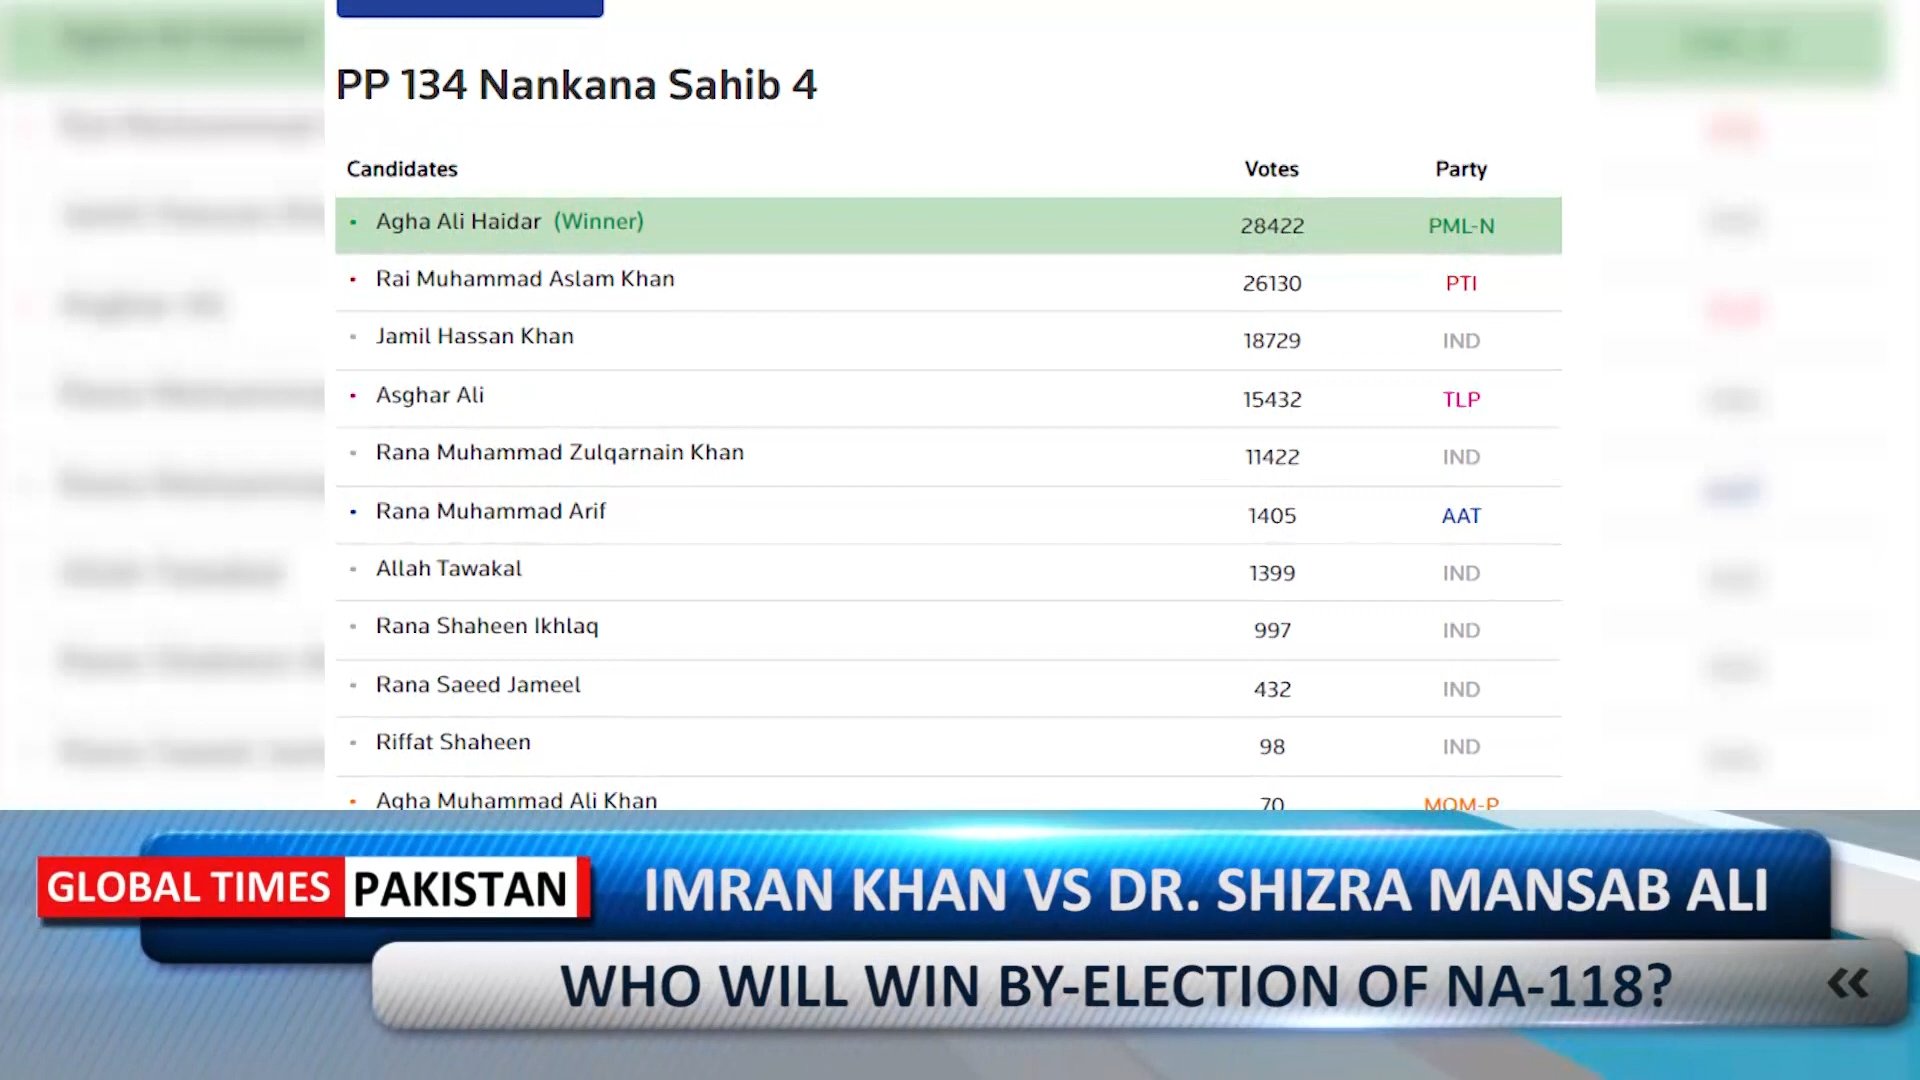 PP 134 Nankana Sahib 4
Candidates Votes Party
Agha Ali Haidar (Winner) 28422 PML-N
Rai Muhammad Aslam Khan 26130 PTI
Jamil Hassan Khan 18729 IND
Asghar Ali 15432 TLP
Rana Muhammad Zulqarnain Khan 11422 IND
Rana Muhammad Arif 1405 AAT
Allah Tawakal 1399 IND
Rana Shaheen Ikhlaq 997 IND
Rana Saeed Jameel 432 IND
Riffat Shaheen 98 IND
Agha Muhammad Ali Khan 70 MQM-P
GLOBAL TIMES PAKISTAN
IMRAN KHAN VS DR. SHIZRA MANSAB ALI
WHO WILL WIN BY-ELECTION OF NA-118?